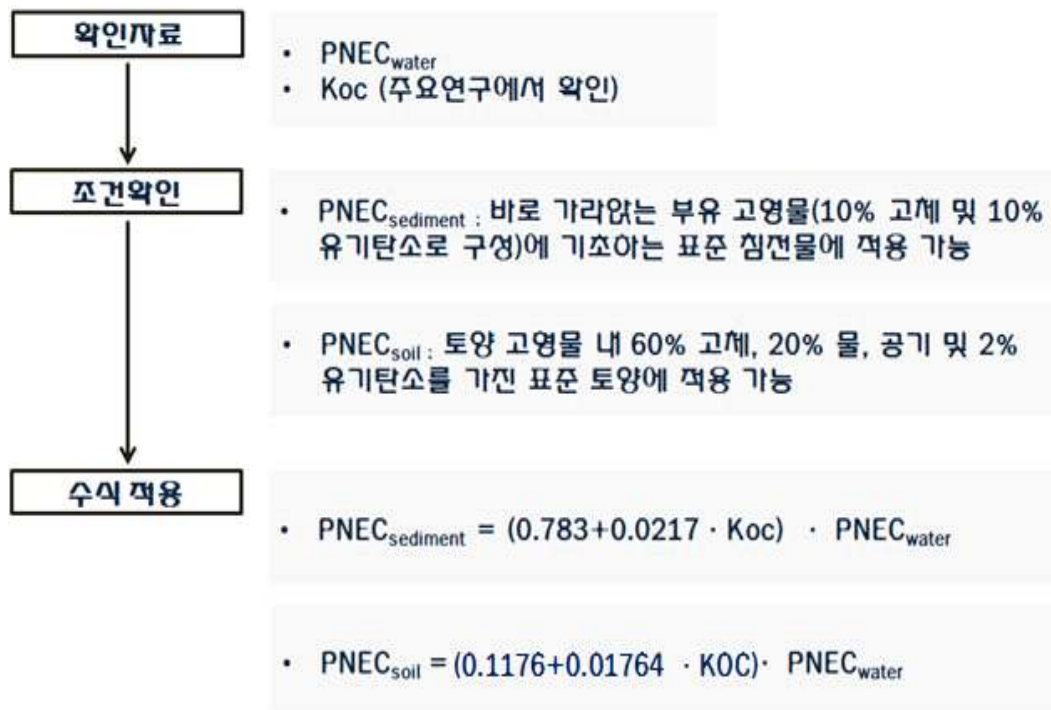 확인자료
• PNECwater
• Koc (주요연구에서 확인)
조건확인
• PNECsediment : 바로 가라앉는 부유 고형물(10% 고체 및 10%
유기탄소로 구성)에 기초하는 표준 침전물에 적용 가능
• PNECsoil : 토양 고형물 내 60% 고체, 20% 물, 공기 및 2%
유기탄소를 가진 표준 토양에 적용 가능
수식 적용
• PNECsediment = (0.783+0.0217 · Koc) · PNECwater
• PNECsoil = (0.1176+0.01764 · KOC)· PNECwater